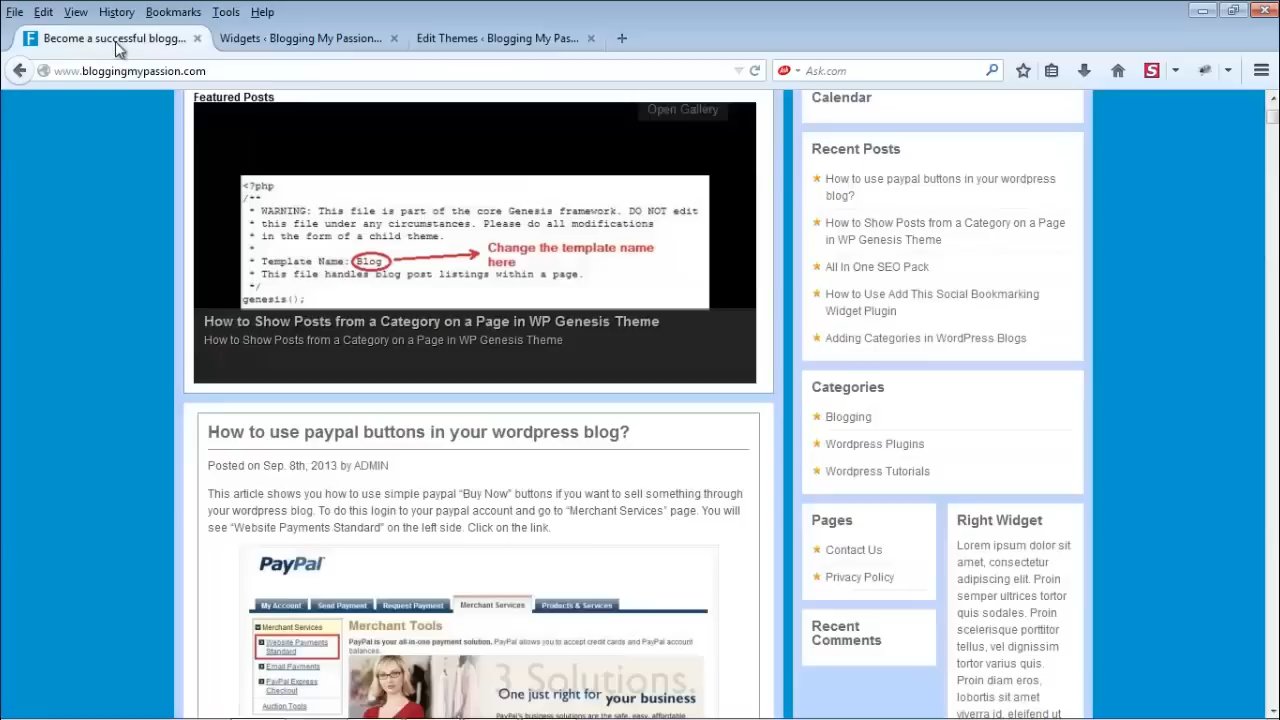 File Edit View History Bookmarks Tools Help
Become a successful blogg... Widgets ‹ Blogging My Passion... Edit Themes ‹ Blogging My Pas...
www.bloggingmypassion.com
Ask.com
Featured Posts
Open Gallery
<?php
/**
* WARNING: This file is part of the core Genesis framework. DO NOT edit
* this file under any circumstances. Please do all modifications
* in the form of a child theme.
*
* Template Name: Blog
* This file handles blog post listings within a page.
*/
genesis();
Change the template name
here
How to Show Posts from a Category on a Page in WP Genesis Theme
How to Show Posts from a Category on a Page in WP Genesis Theme
How to use paypal buttons in your wordpress blog?
Posted on Sep. 8th, 2013 by ADMIN
This article shows you how to use simple paypal “Buy Now” buttons if you want to sell something through
your wordpress blog. To do this login to your paypal account and go to “Merchant Services” page. You will
see “Website Payments Standard” on the left side. Click on the link.
PayPal
My Account Send Payment Request Payment Merchant Services Products & Services
Merchant Services
Website Payments
Standard
Email Payments
PayPal Express
Checkout
Auction Tools
Merchant Tools
PayPal is your all-in-one payment solution. PayPal allows you to accept credit cards and PayPal account
balances.
3 Solutions.
One just right for your business
PayPal's business solutions are the safe, easy, affordable
Calendar
Recent Posts
How to use paypal buttons in your wordpress
blog?
How to Show Posts from a Category on a Page
in WP Genesis Theme
All In One SEO Pack
How to Use Add This Social Bookmarking
Widget Plugin
Adding Categories in WordPress Blogs
Categories
Blogging
Wordpress Plugins
Wordpress Tutorials
Pages
Contact Us
Privacy Policy
Recent
Comments
Right Widget
Lorem ipsum dolor sit
amet, consectetur
adipiscing elit. Proin
semper ultrices tortor
quis sodales. Proin
scelerisque porttitor
tellus, vel dignissim
tortor varius quis.
Proin diam eros,
lobortis sit amet
viverra id, eleifend ut